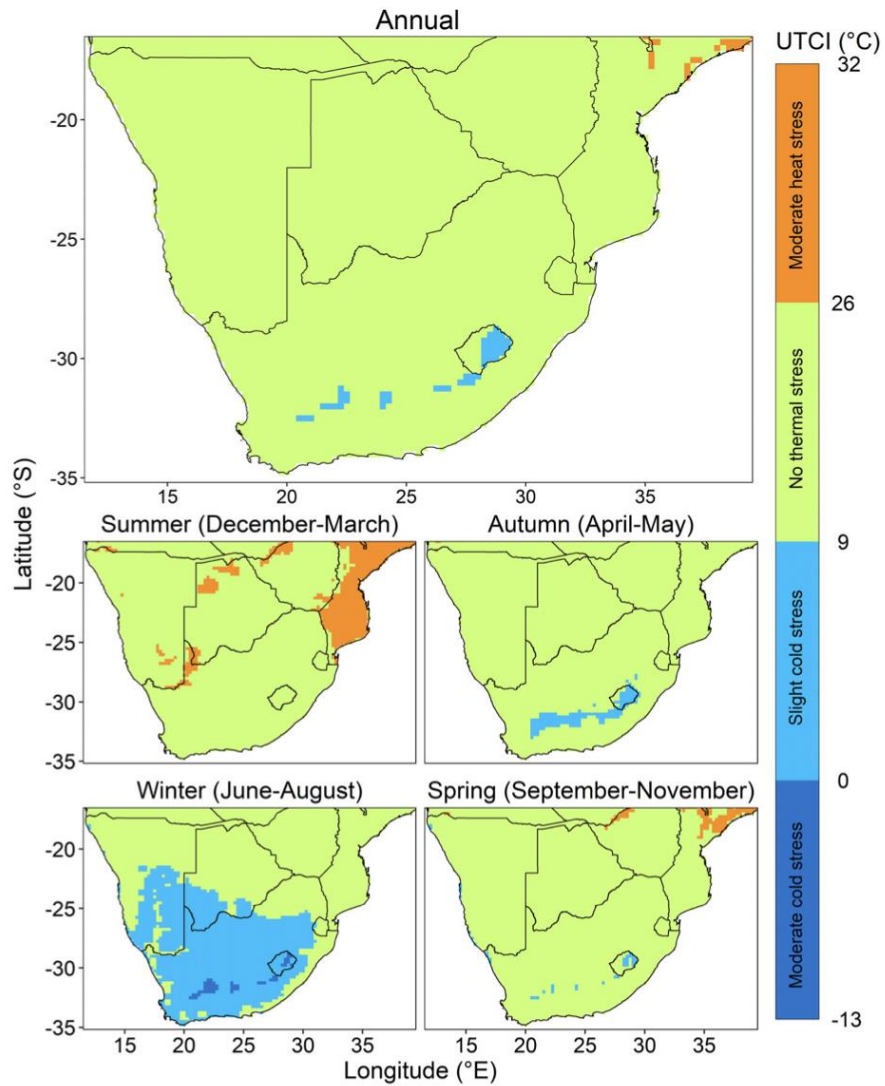 Annual
UTCI (°C)
32
Moderate heat stress
26
No thermal stress
9
Slight cold stress
0
Moderate cold stress
-13
Latitude (°S)
-20
-25
-30
-35
15
20
25
30
35
Summer (December-March)
Autumn (April-May)
-20
-25
-30
-35
Winter (June-August)
Spring (September-November)
-20
-25
-30
-35
15
20
25
30
35
15
20
25
30
35
Longitude (°E)